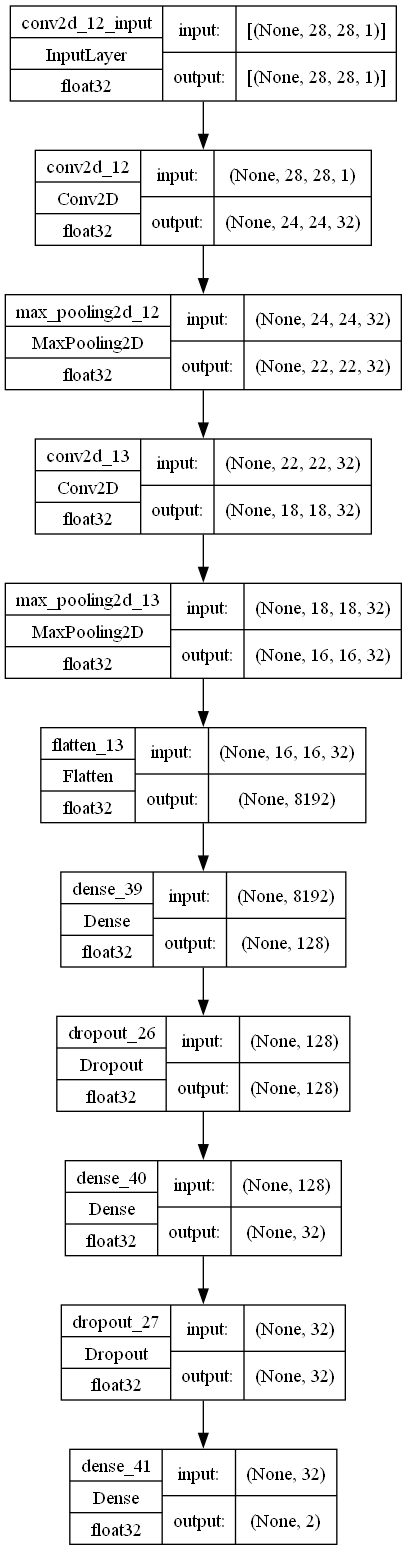 conv2d_12_input input: [(None, 28, 28, 1)]
InputLayer
float32 output: [(None, 28, 28, 1)]
conv2d_12 input: (None, 28, 28, 1)
Conv2D
float32 output: (None, 24, 24, 32)
max_pooling2d_12 input: (None, 24, 24, 32)
MaxPooling2D
float32 output: (None, 22, 22, 32)
conv2d_13 input: (None, 22, 22, 32)
Conv2D
float32 output: (None, 18, 18, 32)
max_pooling2d_13 input: (None, 18, 18, 32)
MaxPooling2D
float32 output: (None, 16, 16, 32)
flatten_13 input: (None, 16, 16, 32)
Flatten
float32 output: (None, 8192)
dense_39 input: (None, 8192)
Dense
float32 output: (None, 128)
dropout_26 input: (None, 128)
Dropout
float32 output: (None, 128)
dense_40 input: (None, 128)
Dense
float32 output: (None, 32)
dropout_27 input: (None, 32)
Dropout
float32 output: (None, 32)
dense_41 input: (None, 32)
Dense
float32 output: (None, 2)